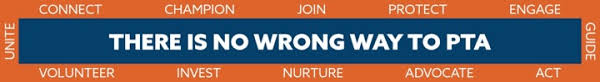 CONNECT CHAMPION JOIN PROTECT ENGAGE
UNITE
THERE IS NO WRONG WAY TO PTA
GUIDE
VOLUNTEER INVEST NURTURE ADVOCATE ACT